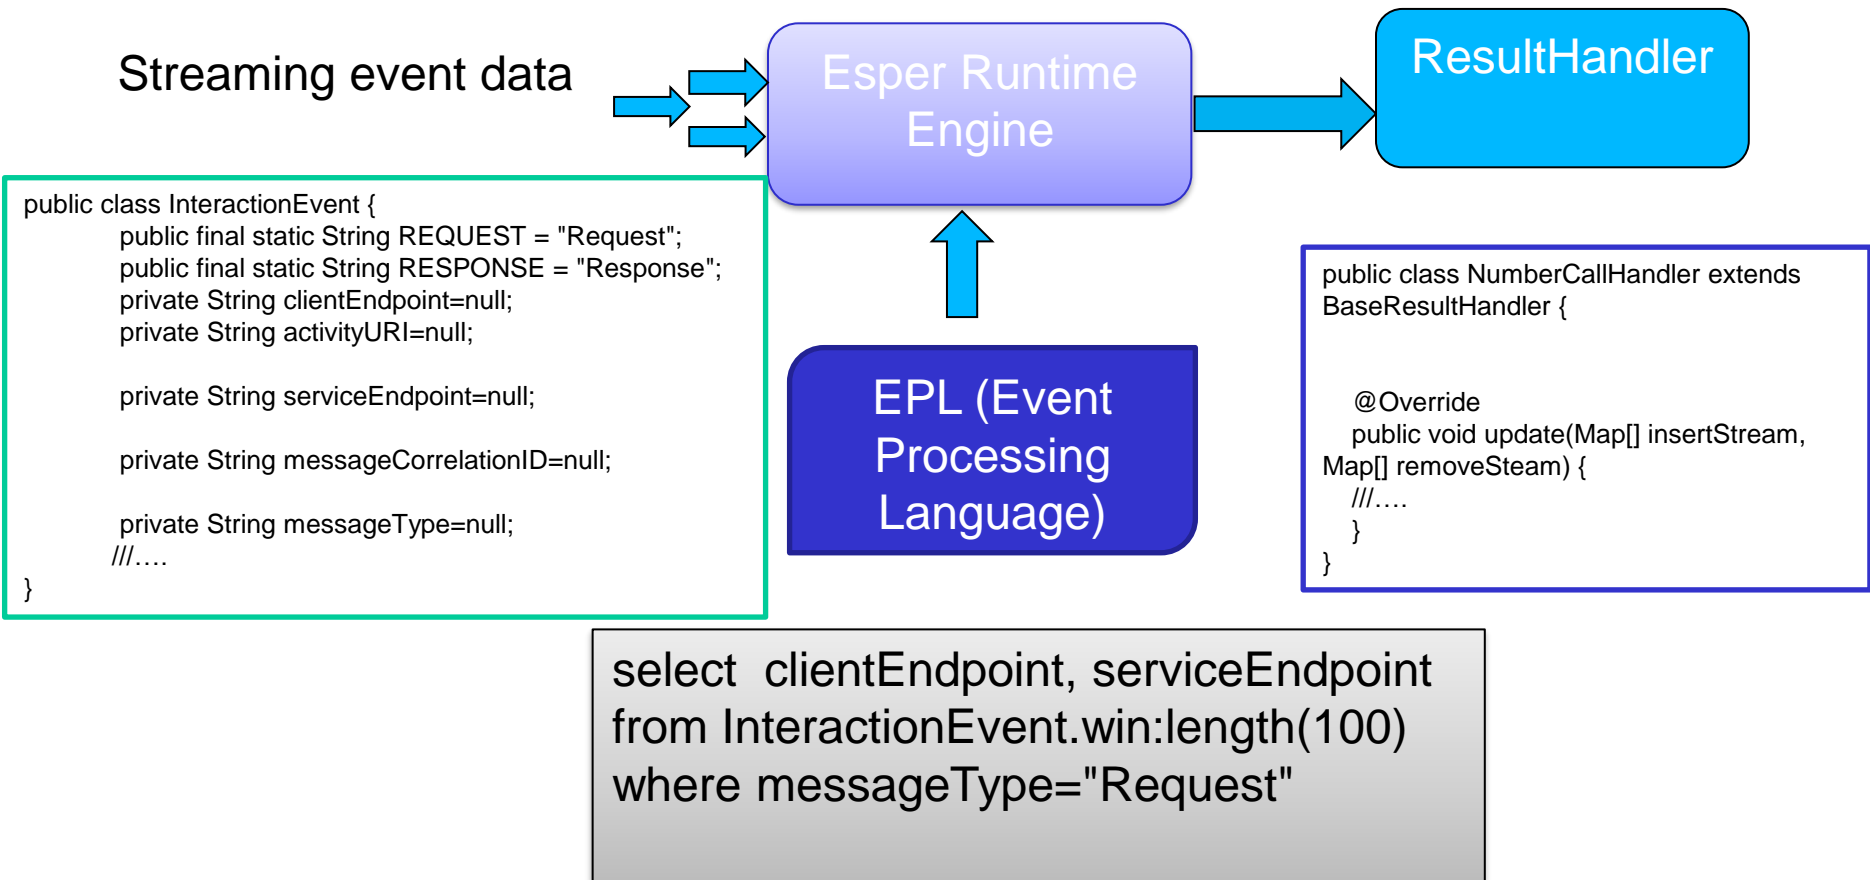 Streaming event data
Esper Runtime
Engine
ResultHandler
public class InteractionEvent {
public final static String REQUEST = "Request";
public final static String RESPONSE = "Response";
private String clientEndpoint=null;
private String activityURI=null;
private String serviceEndpoint=null;
private String messageCorrelationID=null;
private String messageType=null;
///….
}
EPL (Event
Processing
Language)
public class NumberCallHandler extends
BaseResultHandler {
@Override
public void update(Map[] insertStream,
Map[] removeSteam) {
///….
}
}
select  clientEndpoint, serviceEndpoint
from InteractionEvent.win:length(100)
where messageType="Request"